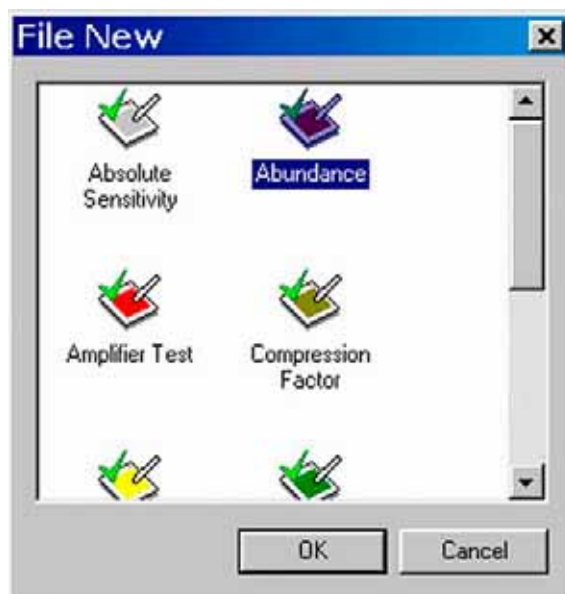 File New
Absolute
Sensitivity
Abundance
Amplifier Test
Compression
Factor
OK
Cancel